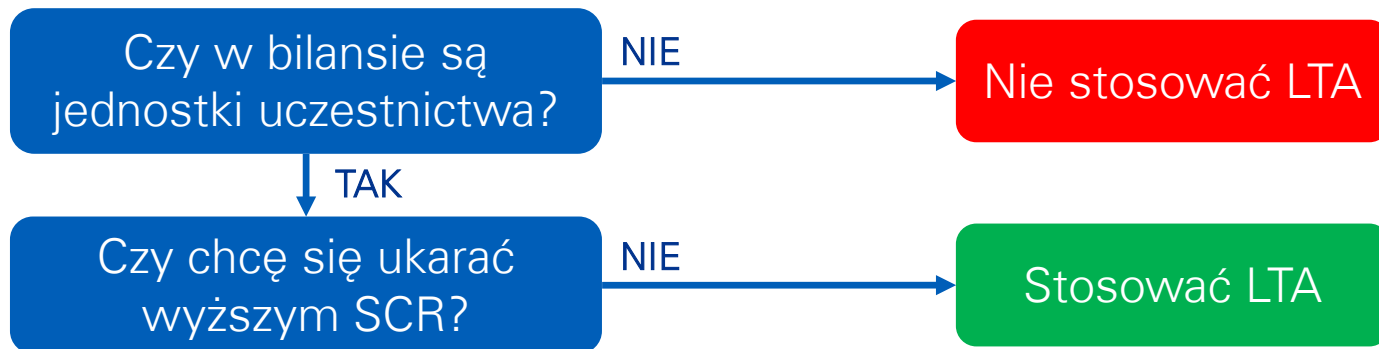 Czy w bilansie są
jednostki uczestnictwa?
NIE
Nie stosować LTA
TAK
Czy chcę się ukarać
wyższym SCR?
NIE
Stosować LTA